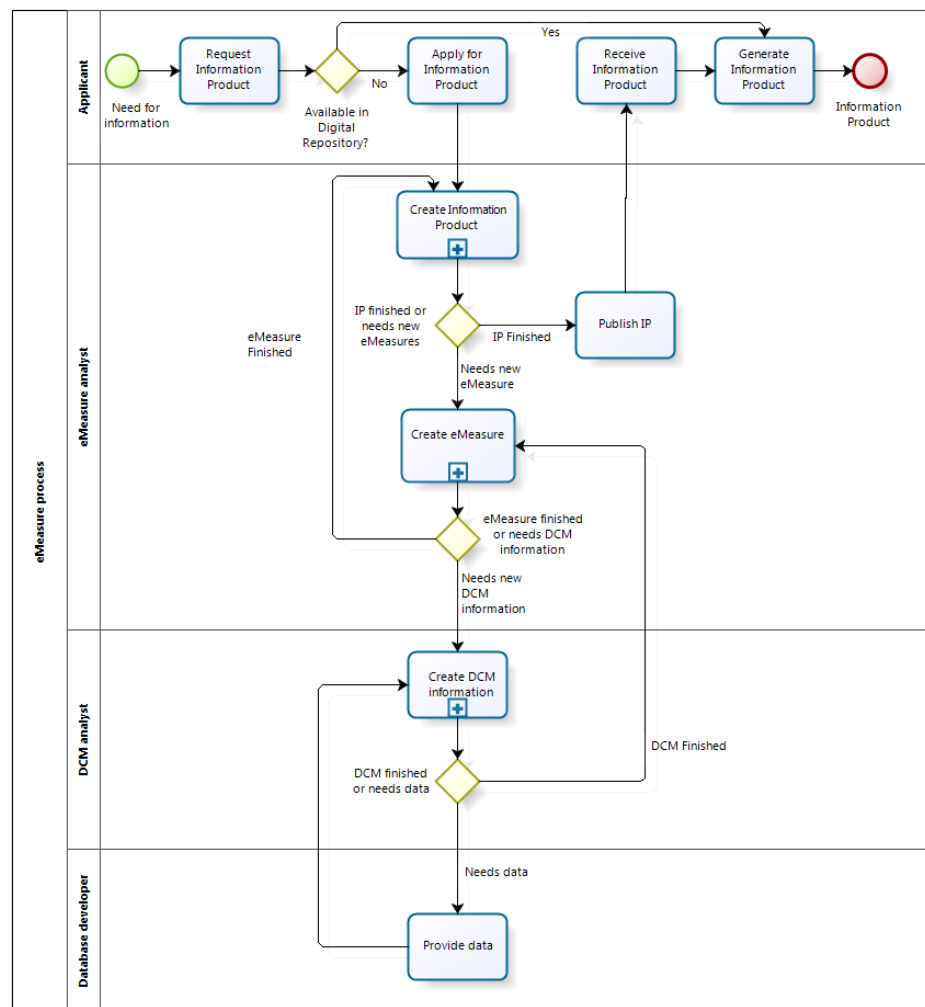 eMeasure process
Applicant
Need for
information
Request
Information
Product
Available in
Digital
Repository?
No
Yes
Apply for
Information
Product
Receive
Information
Product
Generate
Information
Product
Information
Product
eMeasure analyst
Create Information
Product
IP finished or
needs new
eMeasures
IP Finished
Publish IP
eMeasure
Finished
Needs new
eMeasure
Create eMeasure
eMeasure finished
or needs DCM
information
Needs new
DCM
information
DCM analyst
Create DCM
information
DCM finished
or needs data
DCM Finished
Database developer
Needs data
Provide data